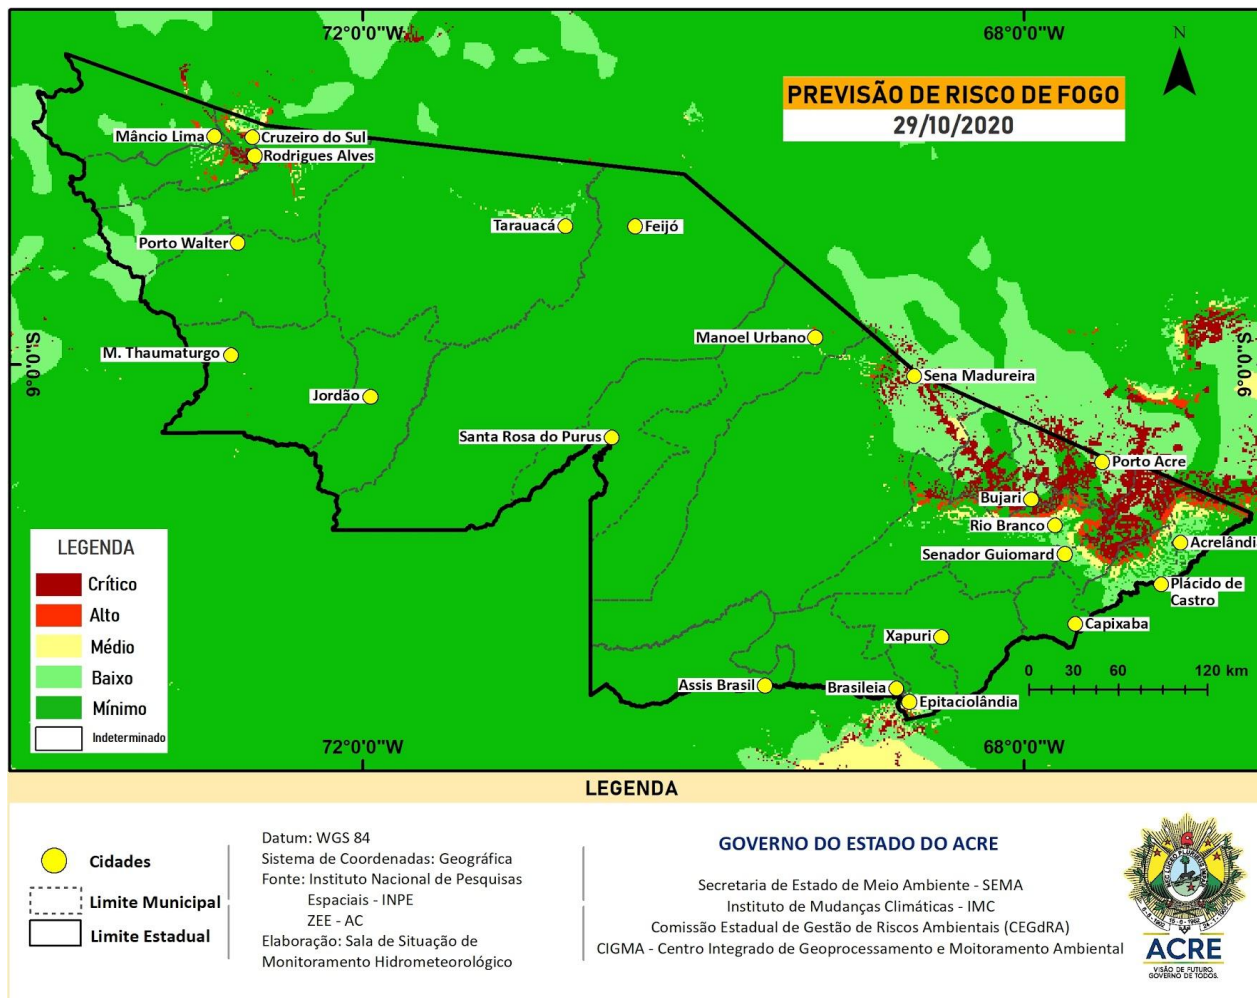 72°0'0"W
68°0'0"W
N
PREVISÃO DE RISCO DE FOGO
29/10/2020
Mâncio Lima
Cruzeiro do Sul
Rodrigues Alves
Tarauacá
Feijó
Porto Walter
Manoel Urbano
M. Thaumaturgo
9°0'0"S
9°0'0"S
Sena Madureira
Jordão
Santa Rosa do Purus
Porto Acre
Bujari
Rio Branco
Acrelândi
Senador Guiomard
Plácido de
Castro
Capixaba
Xapuri
Assis Brasil
Brasileia
Epitaciolândia
0 30 60 120 km
LEGENDA
Crítico
Alto
Médio
Baixo
Mínimo
Indeterminado
72°0'0"W
68°0'0"W
LEGENDA
Cidades
Limite Municipal
Limite Estadual
Datum: WGS 84
Sistema de Coordenadas: Geográfica
Fonte: Instituto Nacional de Pesquisas
Espaciais - INPE
ZEE - AC
Elaboração: Sala de Situação de
Monitoramento Hidrometeorológico
GOVERNO DO ESTADO DO ACRE
Secretaria de Estado de Meio Ambiente - SEMA
Instituto de Mudanças Climáticas - IMC
Comissão Estadual de Gestão de Riscos Ambientais (CEGdRA)
CIGMA - Centro Integrado de Geoprocessamento e Moitoramento Ambiental
ACRE
VISÃO DE FUTURO,
GOVERNO DE TODOS.